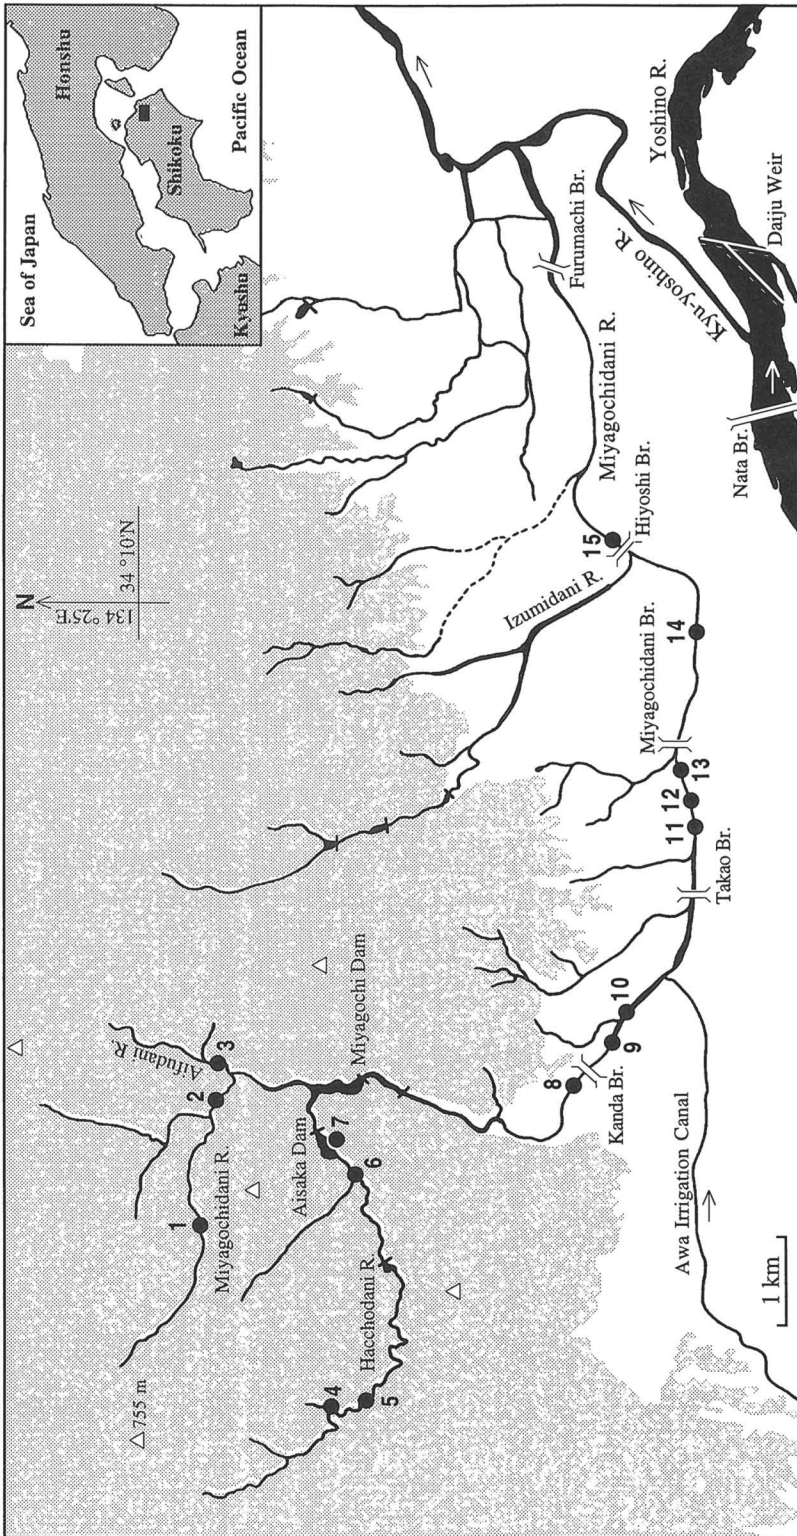 Sea of Japan
Honshu
Shikoku
Kyushu
Pacific Ocean
N
134 °25'E
34 °10'N
755 m
Aifudani R.
3
2
1
Miyagochidani R.
Miyagochi Dam
Aisaka Dam
7
6
Hacchodani R.
4
5
8
Kanda Br.
9
10
Takao Br.
11
12
13
Miyagochidani Br.
14
Izumidani R.
15
Hiyoshi Br.
Miyagochidani R.
Furumachi Br.
Kyu-yoshino R.
Yoshino R.
Daiju Weir
Nata Br.
Awa Irrigation Canal
1 km